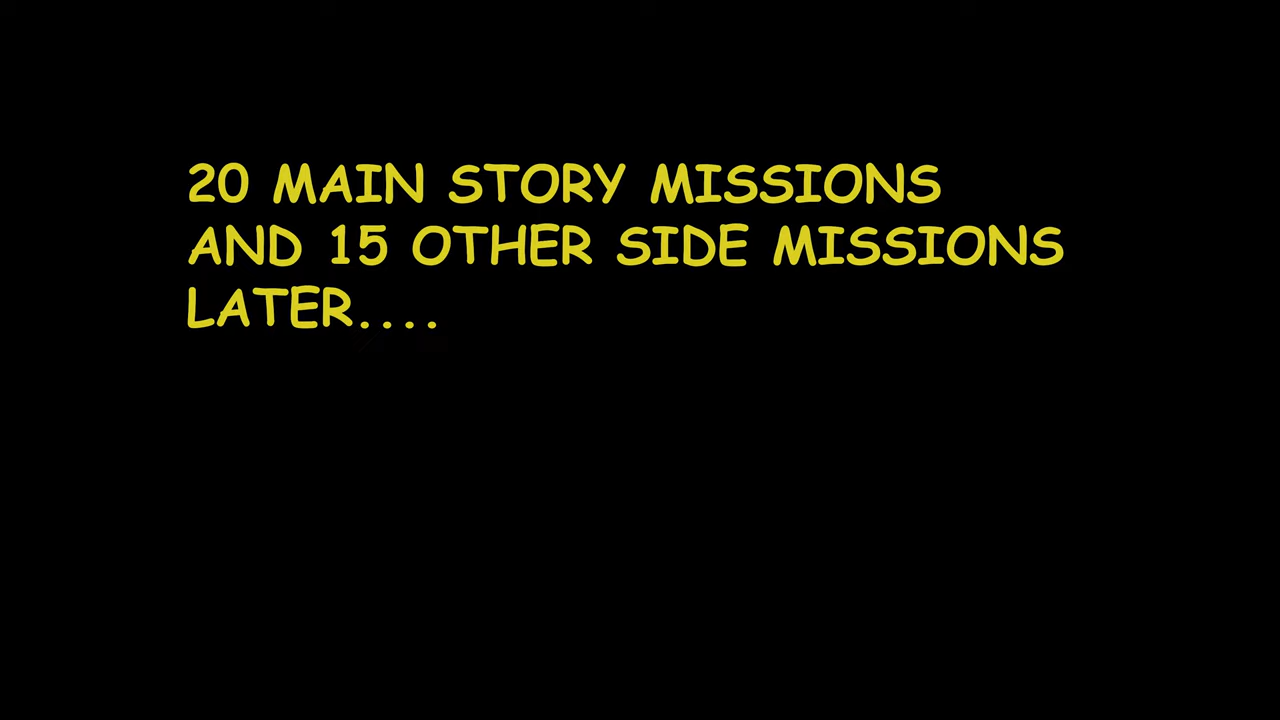 20 MAIN STORY MISSIONS
AND 15 OTHER SIDE MISSIONS
LATER....